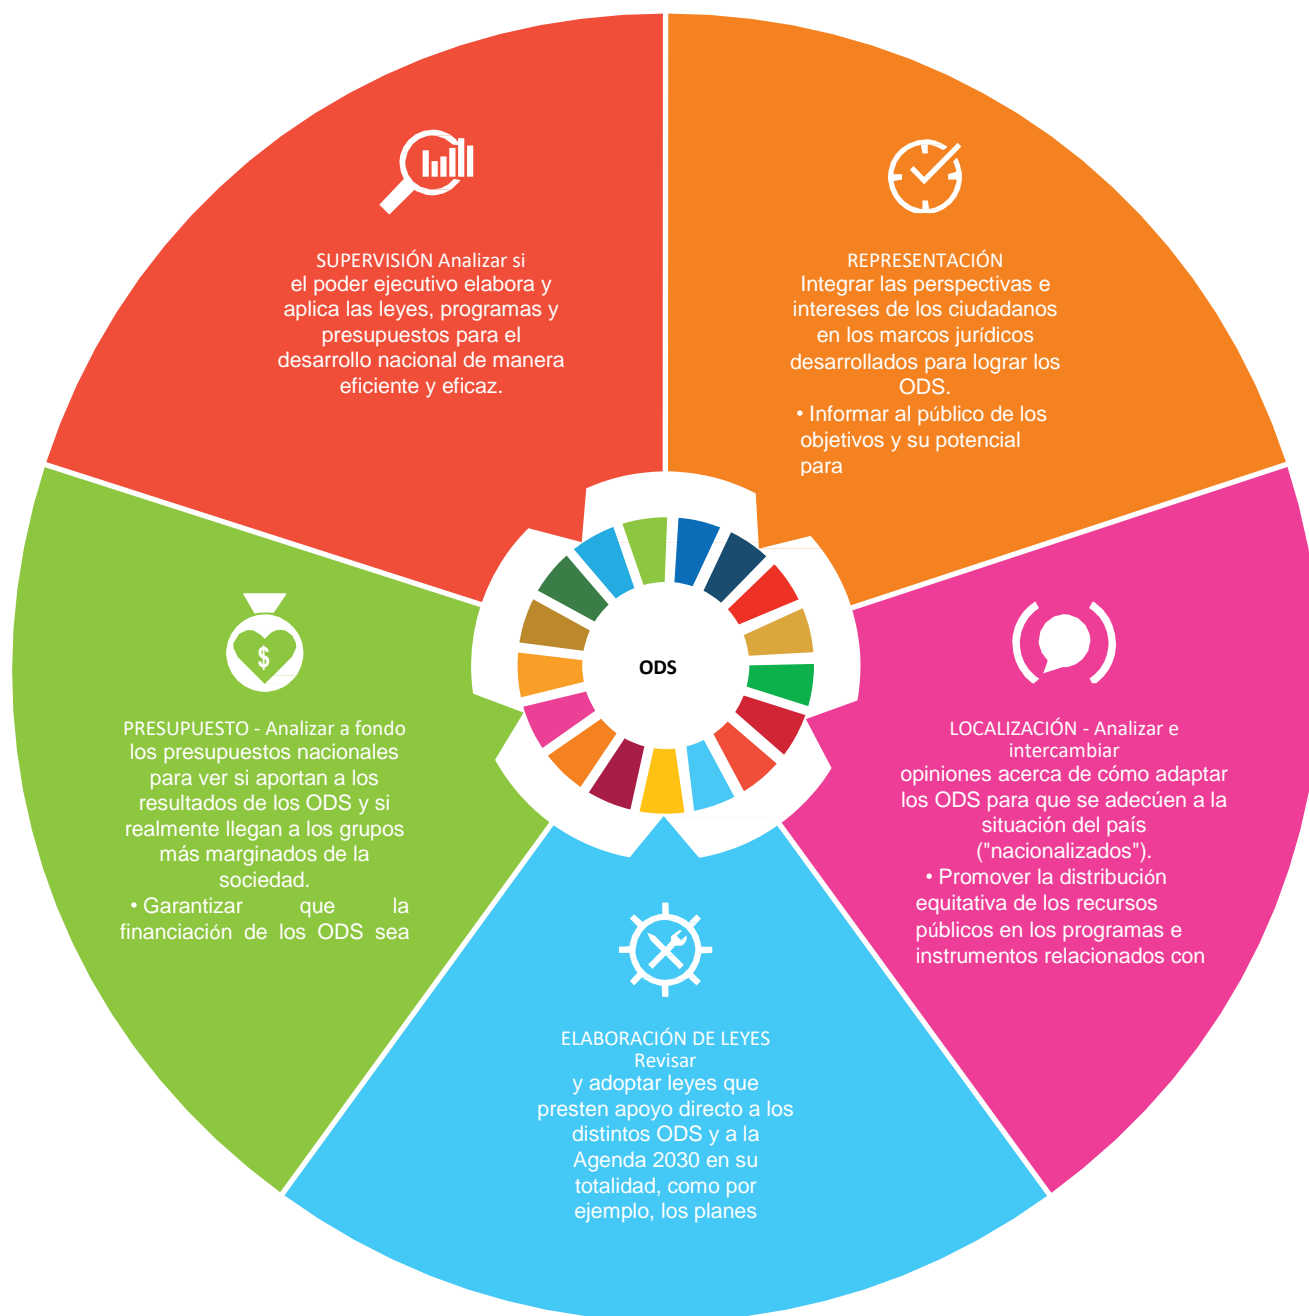 SUPERVISIÓN Analizar si
el poder ejecutivo elabora y
aplica las leyes, programas y
presupuestos para el
desarrollo nacional de manera
eficiente y eficaz.
REPRESENTACIÓN
Integrar las perspectivas e
intereses de los ciudadanos
en los marcos jurídicos
desarrollados para lograr los
ODS.
• Informar al público de los
objetivos y su potencial
para
$
ODS
PRESUPUESTO - Analizar a fondo
los presupuestos nacionales
para ver si aportan a los
resultados de los ODS y si
realmente llegan a los grupos
más marginados de la
sociedad.
• Garantizar que la
financiación de los ODS sea
LOCALIZACIÓN - Analizar e
intercambiar
opiniones acerca de cómo adaptar
los ODS para que se adecúen a la
situación del país
("nacionalizados").
• Promover la distribución
equitativa de los recursos
públicos en los programas e
instrumentos relacionados con
ELABORACIÓN DE LEYES
Revisar
y adoptar leyes que
presten apoyo directo a los
distintos ODS y a la
Agenda 2030 en su
totalidad, como por
ejemplo, los planes